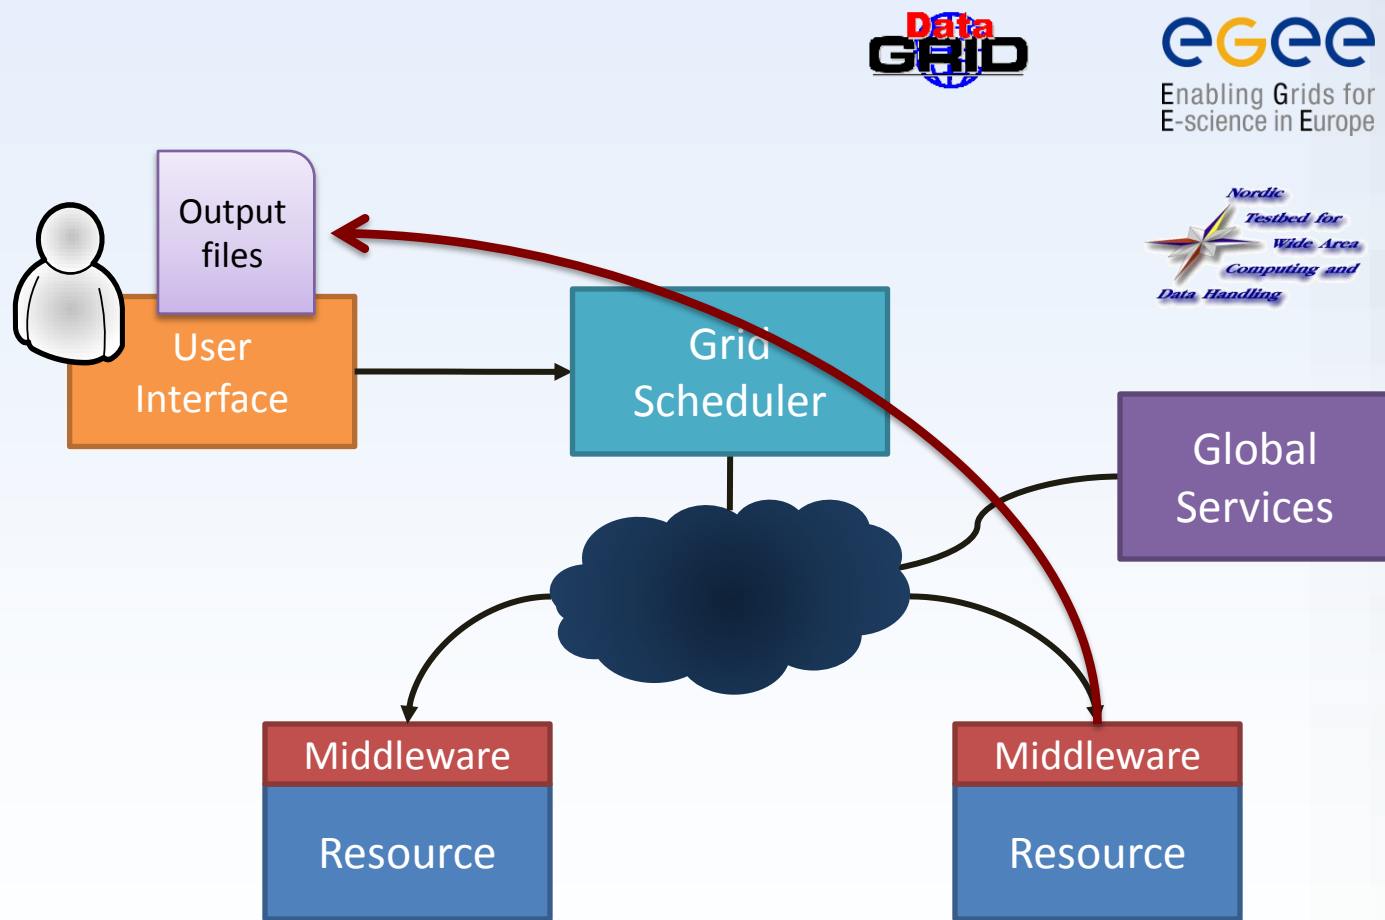 Data
GRID
eGee
Enabling Grids for
E-science in Europe
Nordic
Testbed for
Wide Area
Computing and
Data Handling
Output
files
User
Interface
Grid
Scheduler
Global
Services
Middleware
Resource
Middleware
Resource